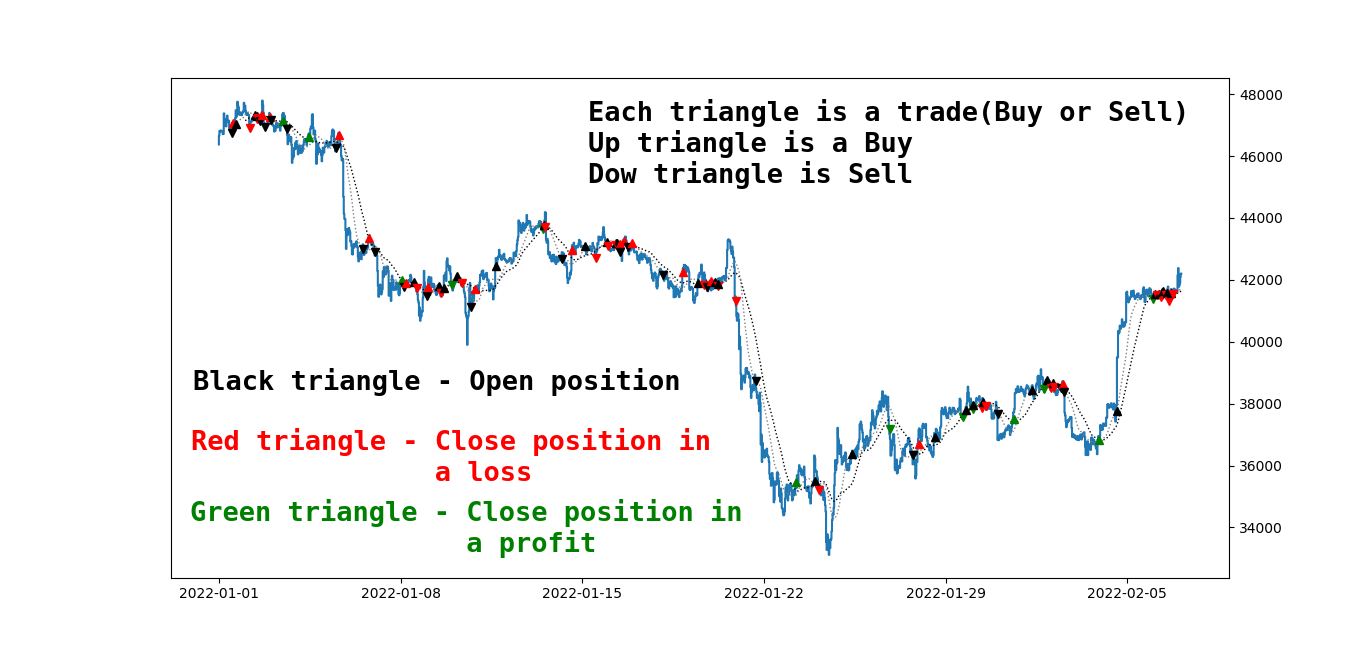 Each triangle is a trade(Buy or Sell)
Up triangle is a Buy
Dow triangle is Sell
Black triangle - Open position
Red triangle - Close position in
a loss
Green triangle - Close position in
a profit
48000
46000
44000
42000
40000
38000
36000
34000
2022-01-01 2022-01-08 2022-01-15 2022-01-22 2022-01-29 2022-02-05